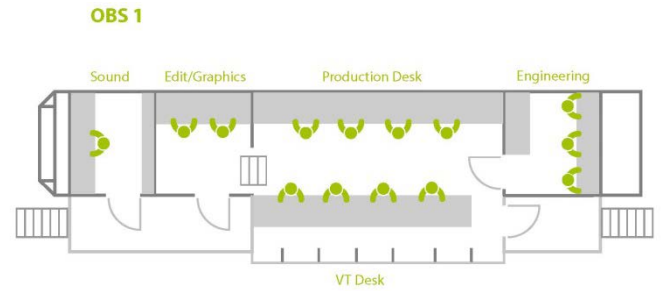 OBS 1
Sound
Edit/Graphics
Production Desk
Engineering
VT Desk